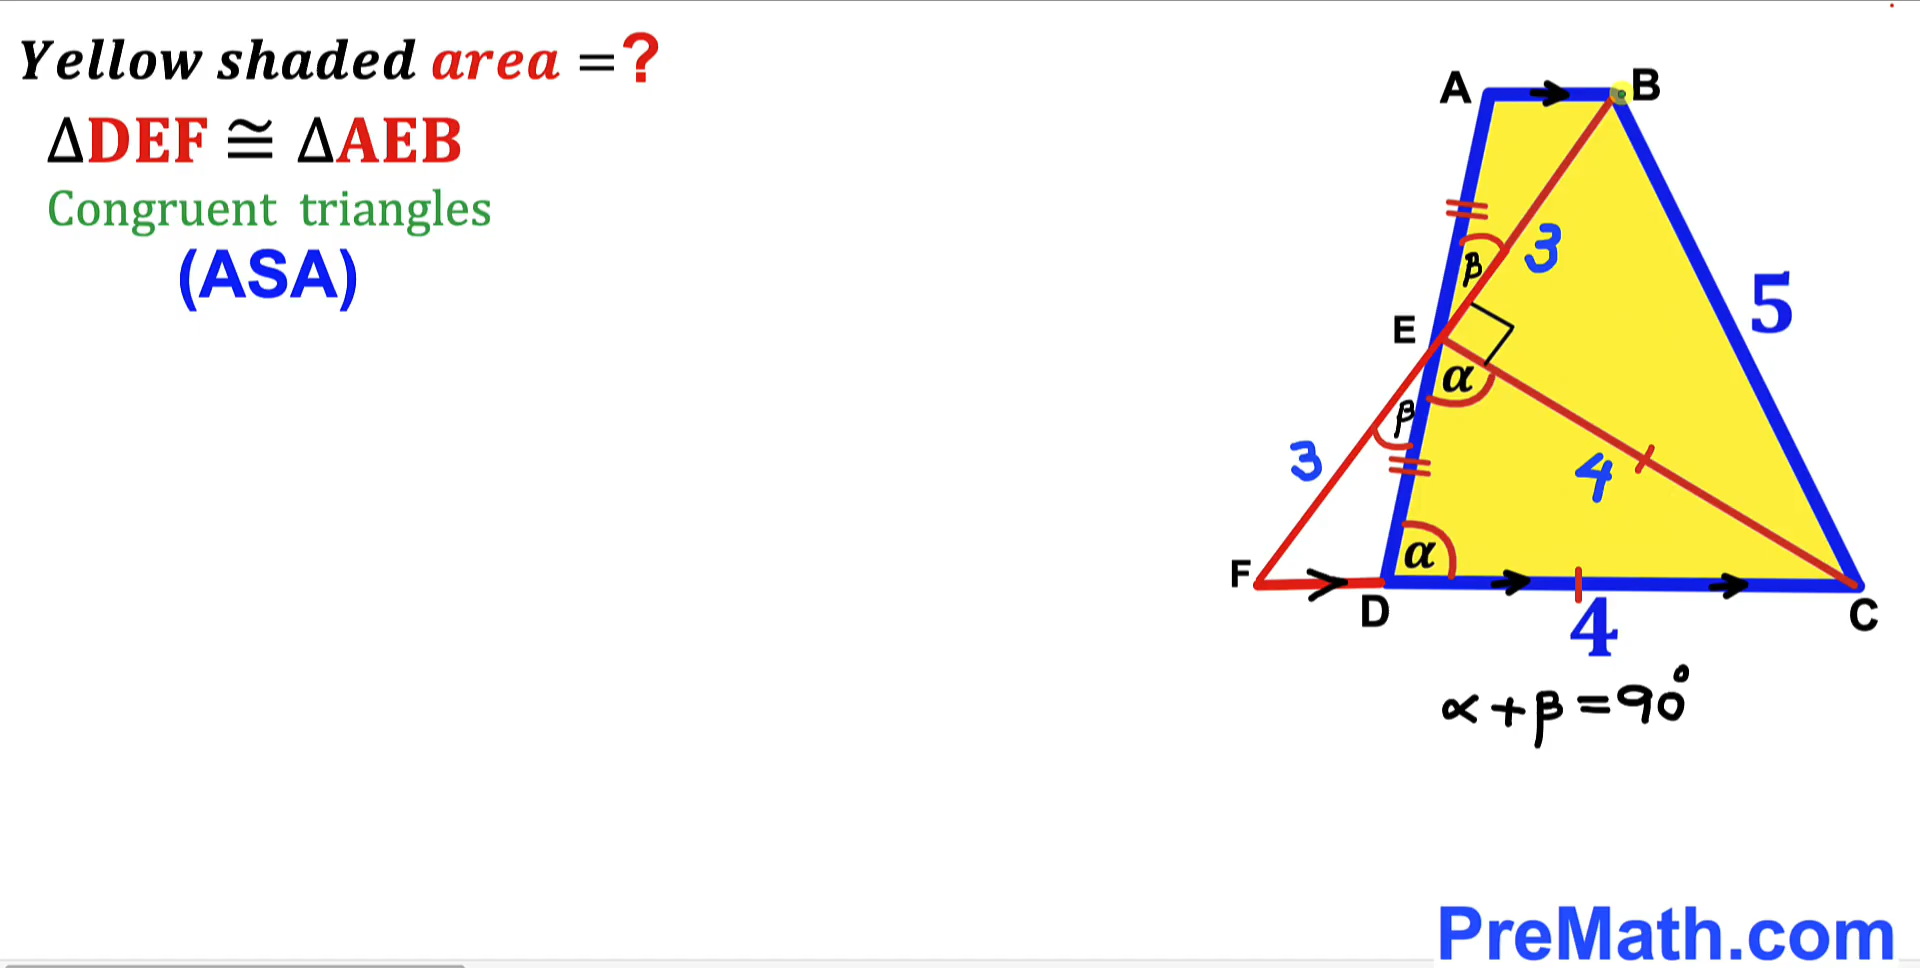 Yellow shaded area =?
ΔDEF ≅ ΔAEB
Congruent triangles
(ASA)
A B
β 3
5
E
α
β
3 4
F α
D C
4
α+β=90°
PreMath.com